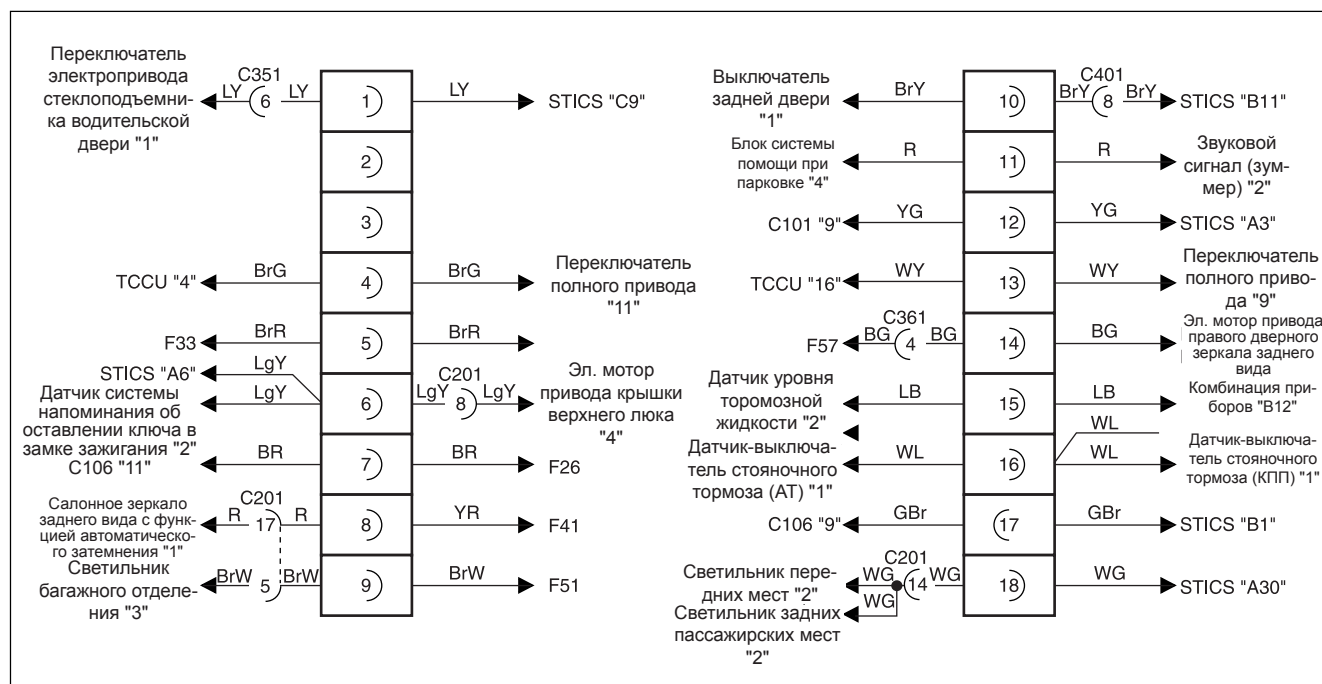 Переключатель
электропривода
стеклоподъемни-
ка водительской
двери "1"
C351
LY
6
LY
1
LY
STICS "C9"
2
3
TCCU "4"
BrG
4
BrG
Переключатель
полного привода
"11"
F33
BrR
5
BrR
STICS "A6"
LgY
Датчик системы
напоминания об
оставлении ключа в
замке зажигания "2"
LgY
6
C201
LgY
8
LgY
Эл. мотор
привода крышки
верхнего люка
"4"
C106 "11"
BR
7
BR
F26
Салонное зеркало
заднего вида с функ-
цией автоматическо-
го затемнения "1"
C201
R
17
R
8
YR
F41
Светильник
багажного отделе-
ния "3"
BrW
5
BrW
9
BrW
F51
Выключатель
задней двери
"1"
BrY
10
C401
BrY
8
BrY
STICS "B11"
Блок системы
помощи при
парковке "4"
R
11
R
Звуковой
сигнал (зум-
мер) "2"
C101 "9"
YG
12
YG
STICS "A3"
TCCU "16"
WY
13
WY
Переключатель
полного приво-
да "9"
F57
C361
BG
4
BG
14
BG
Эл. мотор привода
правого дверного
зеркала заднего
вида
Датчик уровня
торомозной
жидкости "2"
LB
15
LB
Комбинация при-
боров "B12"
WL
Датчик-выключа-
тель стояночного
тормоза (АТ) "1"
WL
16
WL
Датчик-выключа-
тель стояночного
тормоза (КПП) "1"
C106 "9"
GBr
17
GBr
STICS "B1"
Светильник пере-
дних мест "2"
C201
WG
14
WG
18
WG
STICS "A30"
WG
Светильник задних
пассажирских мест
"2"